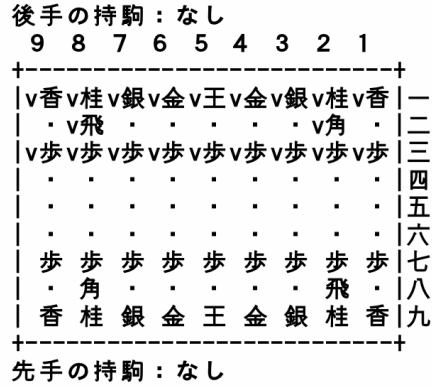 後手の持駒：なし
９ ８ ７ ６ ５ ４ ３ ２ １
+---------------------------+
|v香v桂v銀v金v王v金v銀v桂v香|一
| ・v飛 ・ ・ ・ ・ ・v角 ・|二
|v歩v歩v歩v歩v歩v歩v歩v歩v歩|三
| ・ ・ ・ ・ ・ ・ ・ ・ ・|四
| ・ ・ ・ ・ ・ ・ ・ ・ ・|五
| ・ ・ ・ ・ ・ ・ ・ ・ ・|六
| 歩 歩 歩 歩 歩 歩 歩 歩 歩|七
| ・ 角 ・ ・ ・ ・ ・ 飛 ・|八
| 香 桂 銀 金 王 金 銀 桂 香|九
+---------------------------+
先手の持駒：なし